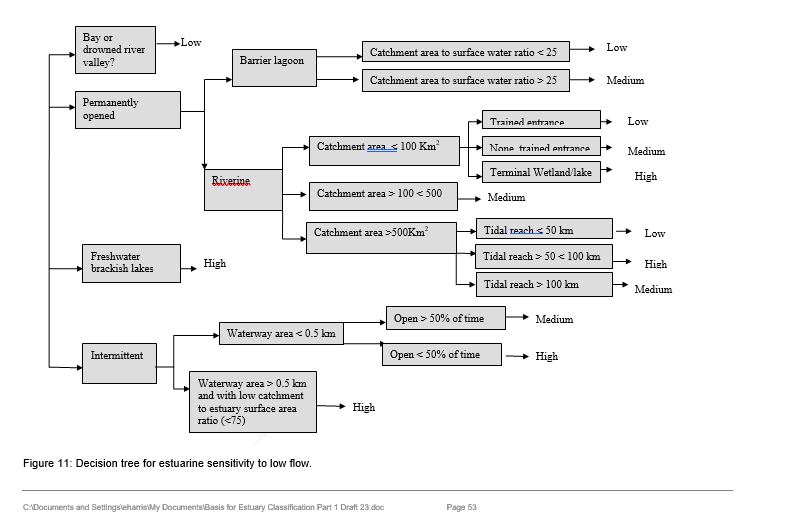 Bay or
drowned river
valley?
Low
Permanently
opened
Barrier lagoon
Catchment area to surface water ratio < 25
Low
Catchment area to surface water ratio > 25
Medium
Riverine
Catchment area ≤ 100 Km²
Trained entrance
Low
None trained entrance
Medium
Terminal Wetland/lake
High
Catchment area > 100 < 500
Medium
Catchment area >500Km²
Tidal reach ≤ 50 km
Low
Tidal reach > 50 < 100 km
High
Tidal reach > 100 km
Medium
Freshwater
brackish lakes
High
Intermittent
Waterway area < 0.5 km
Open > 50% of time
Medium
Open < 50% of time
High
Waterway area > 0.5 km
and with low catchment
to estuary surface area
ratio (<75)
High
Figure 11: Decision tree for estuarine sensitivity to low flow.
C:\Documents and Settings\eharris\My Documents\Basis for Estuary Classification Part 1 Draft 23.doc Page 53